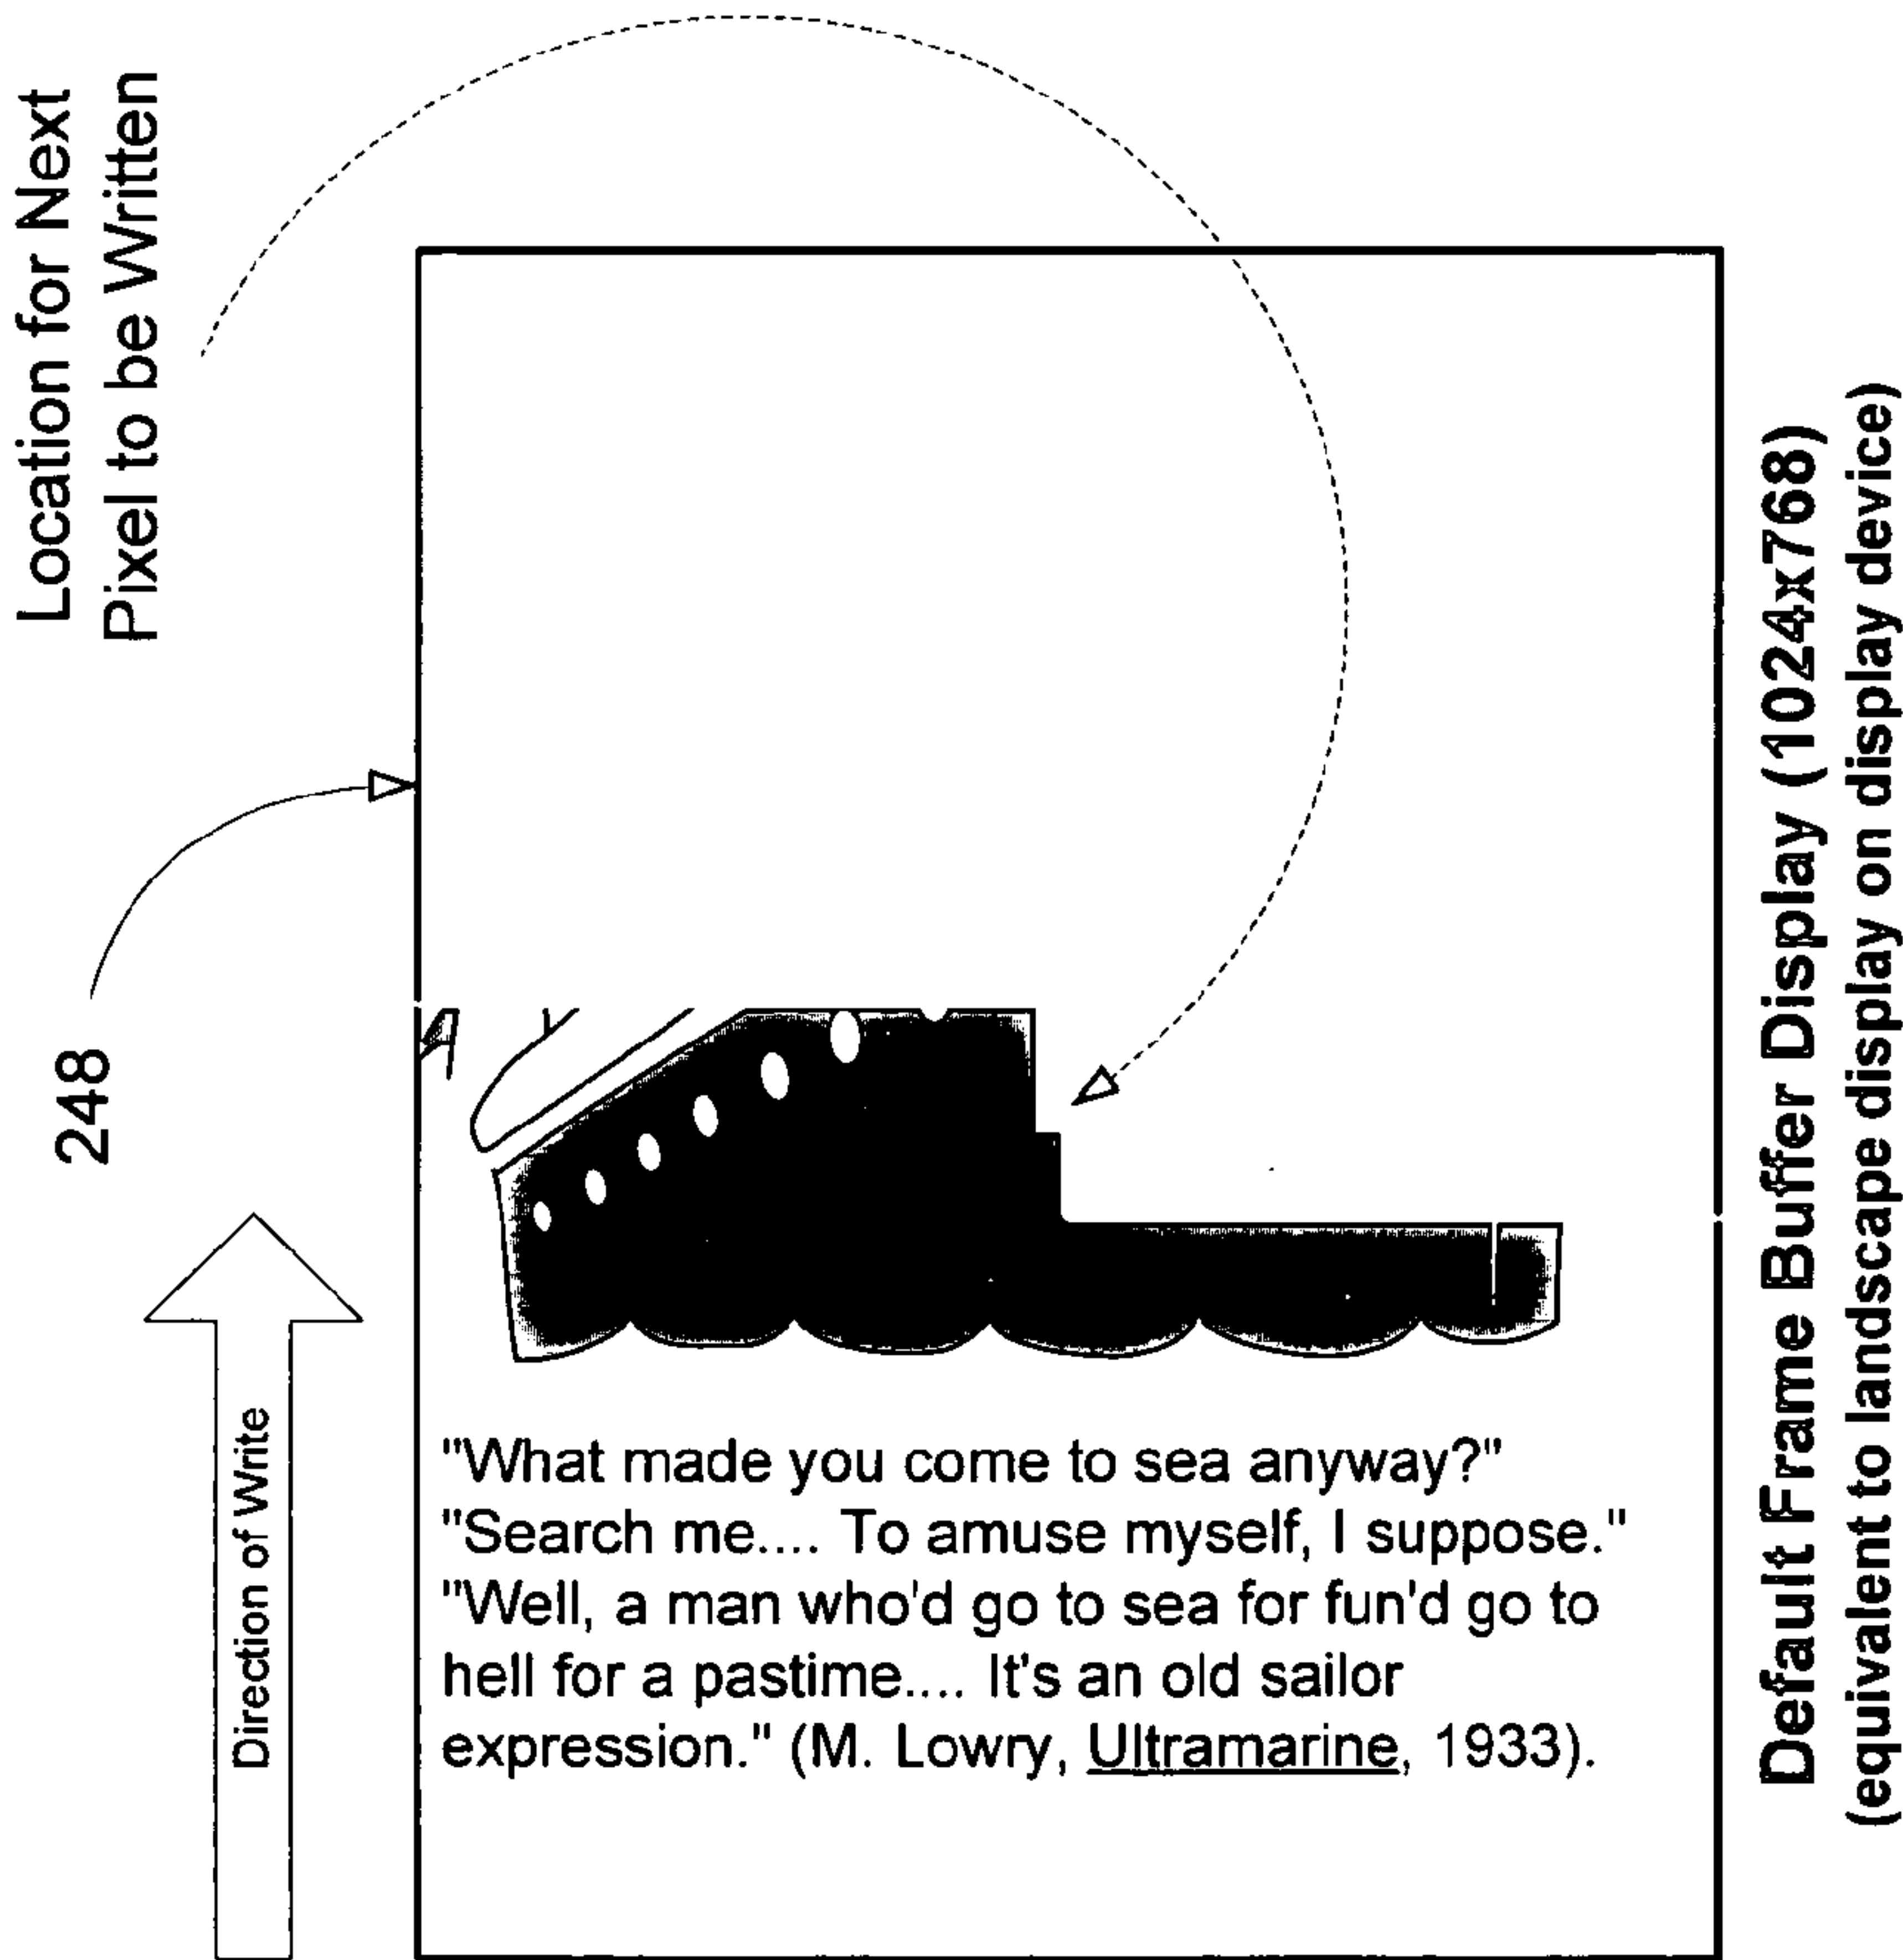 Location for Next
Pixel to be Written
248
Direction of Write
"What made you come to sea anyway?"
"Search me.... To amuse myself, I suppose."
"Well, a man who'd go to sea for fun'd go to
hell for a pastime.... It's an old sailor
expression." (M. Lowry, Ultramarine, 1933).
Default Frame Buffer Display (1024x768)
(equivalent to landscape display on display device)